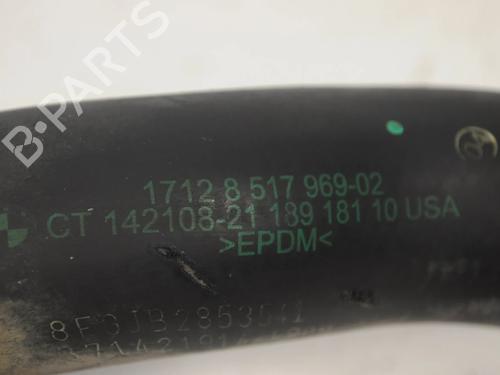 B-PARTS
1712 8 517 969-02
CT 142108-21 189 181 10 USA
>EPDM<